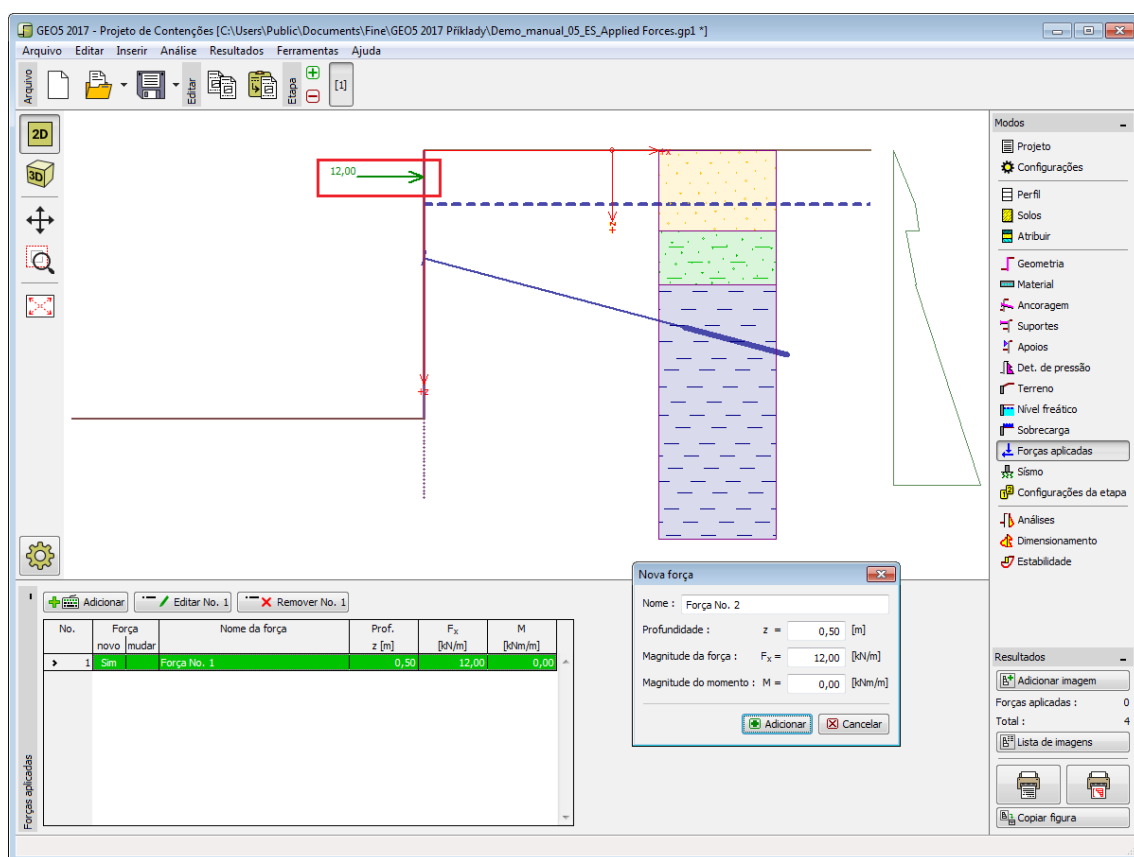 GEO5 2017 - Projeto de Contenções [C:\Users\Public\Documents\Fine\GEO5 2017 Příklady\Demo_manual_05_ES_Applied Forces.gp1 *]
Arquivo Editar Inserir Análise Resultados Ferramentas Ajuda
Arquivo
Editar
Etapa
[1]
2D
3D
12,00
+x
+z
+z
Modos
Projeto
Configurações
Perfil
Solos
Atribuir
Geometria
Material
Ancoragem
Suportes
Apoios
Det. de pressão
Terreno
Nível freático
Sobrecarga
Forças aplicadas
Sísmo
Configurações da etapa
Análises
Dimensionamento
Estabilidade
Forças aplicadas
Adicionar Editar No. 1 Remover No. 1
No. Força Nome da força Prof. Fx M
novo mudar z [m] [kN/m] [kNm/m]
1 Sim Força No. 1 0,50 12,00 0,00
Nova força
Nome : Força No. 2
Profundidade : z = 0,50 [m]
Magnitude da força : Fx = 12,00 [kN/m]
Magnitude do momento : M = 0,00 [kNm/m]
Adicionar Cancelar
Resultados
Adicionar imagem
Forças aplicadas : 0
Total : 4
Lista de imagens
Copiar figura